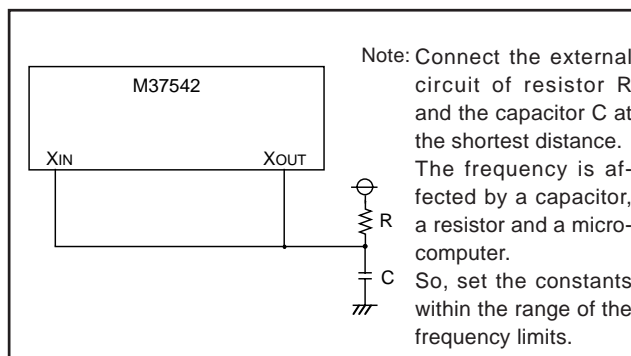 M37542
XIN
XOUT
R
C
Note: Connect the external
circuit of resistor R
and the capacitor C at
the shortest distance.
The frequency is af-
fected by a capacitor,
a resistor and a micro-
computer.
So, set the constants
within the range of the
frequency limits.